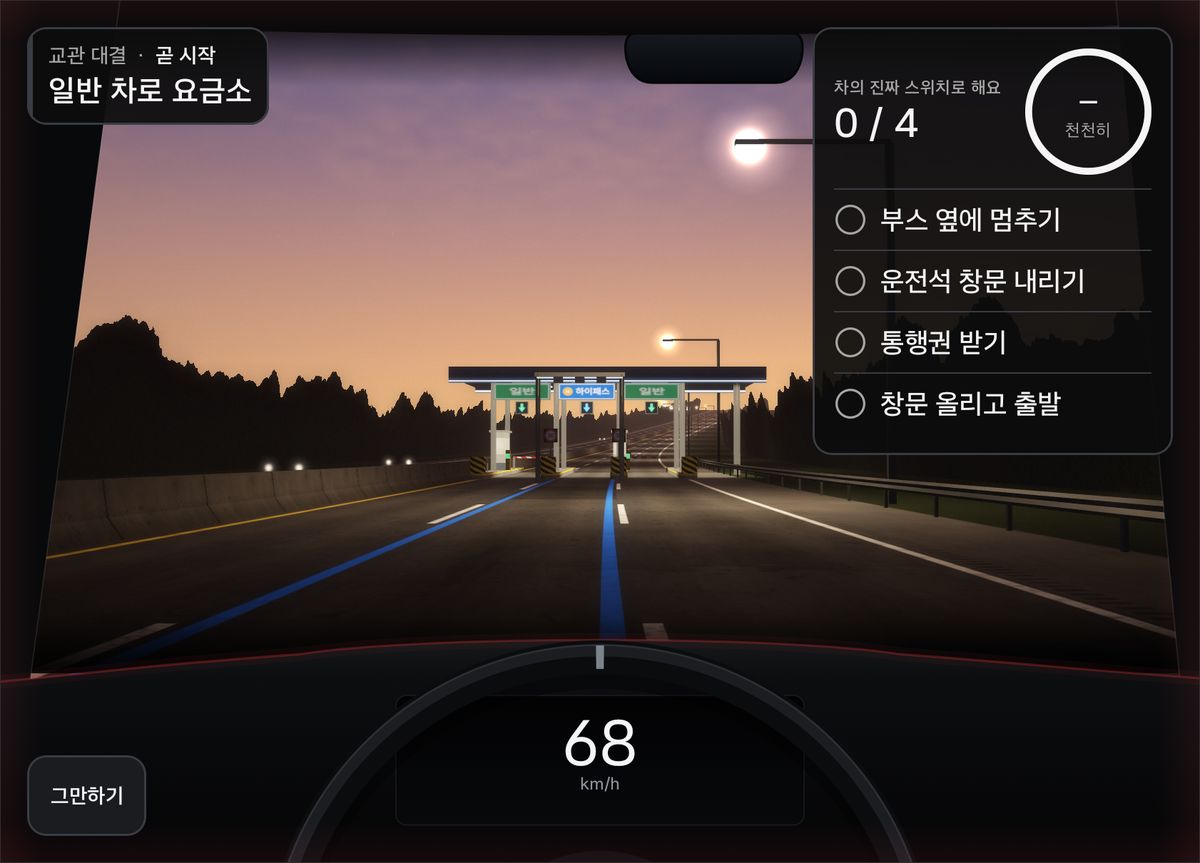 교관 대결 · 곧 시작
일반 차로 요금소
차의 진짜 스위치로 해요
0 / 4
–
천천히
부스 옆에 멈추기
운전석 창문 내리기
통행권 받기
창문 올리고 출발
일반
하이패스
일반
68
km/h
그만하기